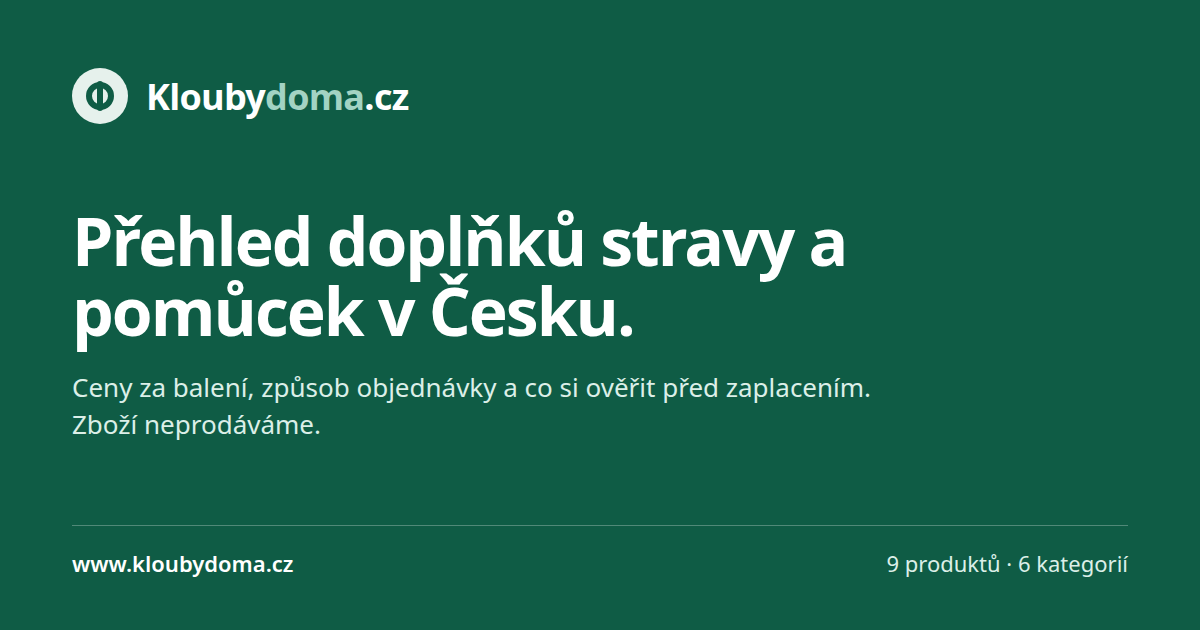 Kloubydoma.cz
Přehled doplňků stravy a
pomůcek v Česku.
Ceny za balení, způsob objednávky a co si ověřit před zaplacením.
Zboží neprodáváme.
www.kloubydoma.cz
9 produktů · 6 kategorií